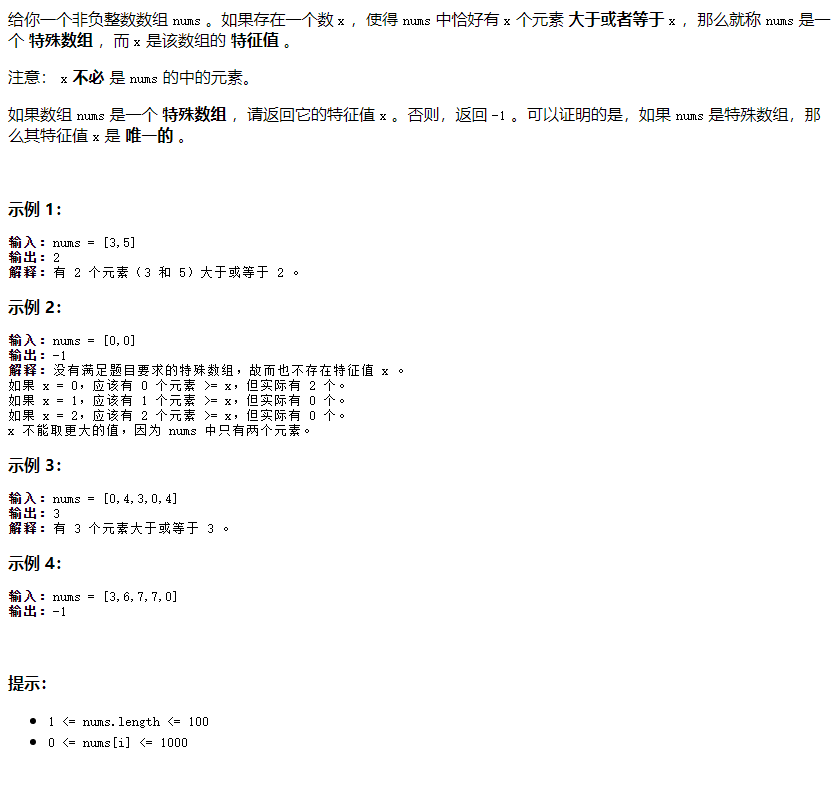 给你一个非负整数数组 nums 。如果存在一个数 x ，使得 nums 中恰好有 x 个元素 大于或者等于 x ，那么就称 nums 是一
个 特殊数组 ，而 x 是该数组的 特征值 。
注意： x 不必 是 nums 的中的元素。
如果数组 nums 是一个 特殊数组 ，请返回它的特征值 x 。否则，返回 -1 。可以证明的是，如果 nums 是特殊数组，那
么其特征值 x 是 唯一的 。
示例 1：
输入：nums = [3,5]
输出：2
解释：有 2 个元素（3 和 5）大于或等于 2 。
示例 2：
输入：nums = [0,0]
输出：-1
解释：没有满足题目要求的特殊数组，故而也不存在特征值 x 。
如果 x = 0，应该有 0 个元素 >= x，但实际有 2 个。
如果 x = 1，应该有 1 个元素 >= x，但实际有 0 个。
如果 x = 2，应该有 2 个元素 >= x，但实际有 0 个。
x 不能取更大的值，因为 nums 中只有两个元素。
示例 3：
输入：nums = [0,4,3,0,4]
输出：3
解释：有 3 个元素大于或等于 3 。
示例 4：
输入：nums = [3,6,7,7,0]
输出：-1
提示：
• 1 <= nums.length <= 100
• 0 <= nums[i] <= 1000